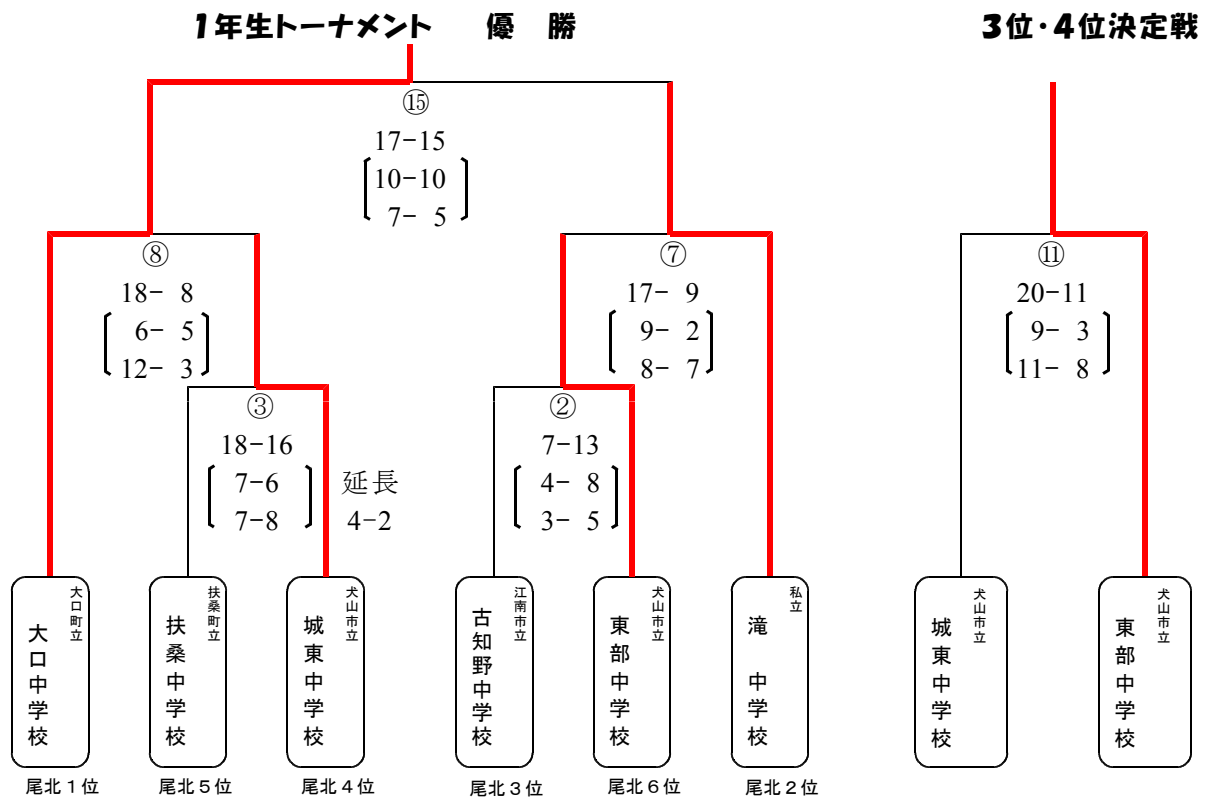 1年生トーナメント　優　勝
3位・4位決定戦
⑮
17-15
10-10
7- 5
⑧
18- 8
6- 5
12- 3
⑦
17- 9
9- 2
8- 7
⑪
20-11
9- 3
11- 8
③
18-16
7-6
7-8
延長
4-2
②
7-13
4- 8
3- 5
大口町立
大口中学校
扶桑町立
扶桑中学校
犬山市立
城東中学校
江南市立
古知野中学校
犬山市立
東部中学校
私立
滝　中学校
犬山市立
城東中学校
犬山市立
東部中学校
尾北１位
尾北５位
尾北４位
尾北３位
尾北６位
尾北２位